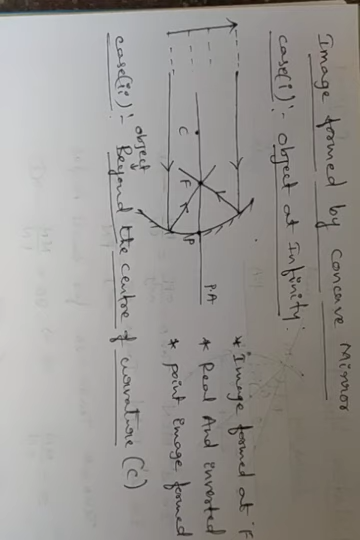 Image formed by concave Mirror
case(i):- object at Infinity:
C
F
P
PA
* Image formed at 'F'
* Real And inverted
* point image formed
object
case(ii):- Beyond the centre of curvature (C)